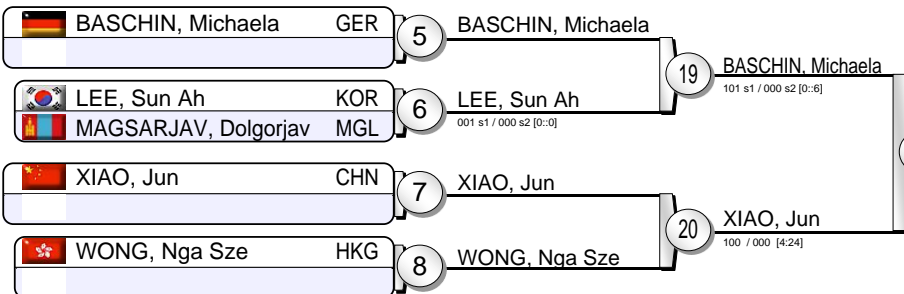 BASCHIN, Michaela GER
5
BASCHIN, Michaela
19
BASCHIN, Michaela
101 s1 / 000 s2 [0::6]
LEE, Sun Ah KOR
MAGSARJAV, Dolgorjav MGL
6
LEE, Sun Ah
001 s1 / 000 s2 [0::0]
XIAO, Jun CHN
7
XIAO, Jun
20
XIAO, Jun
100 / 000 [4:24]
WONG, Nga Sze HKG
8
WONG, Nga Sze